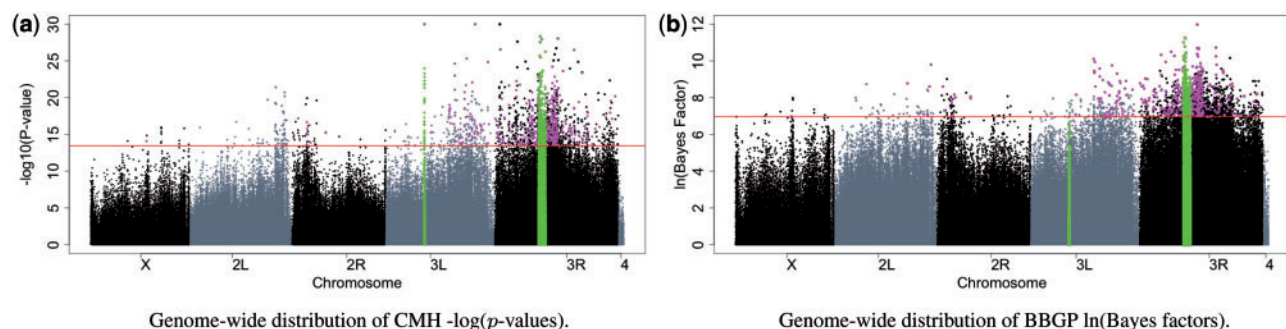 (a)
30
25
20
15
10
5
0
-log10(P-value)
X 2L 2R 3L 3R 4
Chromosome
Genome-wide distribution of CMH -log(p-values).
(b)
12
10
8
6
4
2
0
ln(Bayes Factor)
X 2L 2R 3L 3R 4
Chromosome
Genome-wide distribution of BBGP ln(Bayes factors).